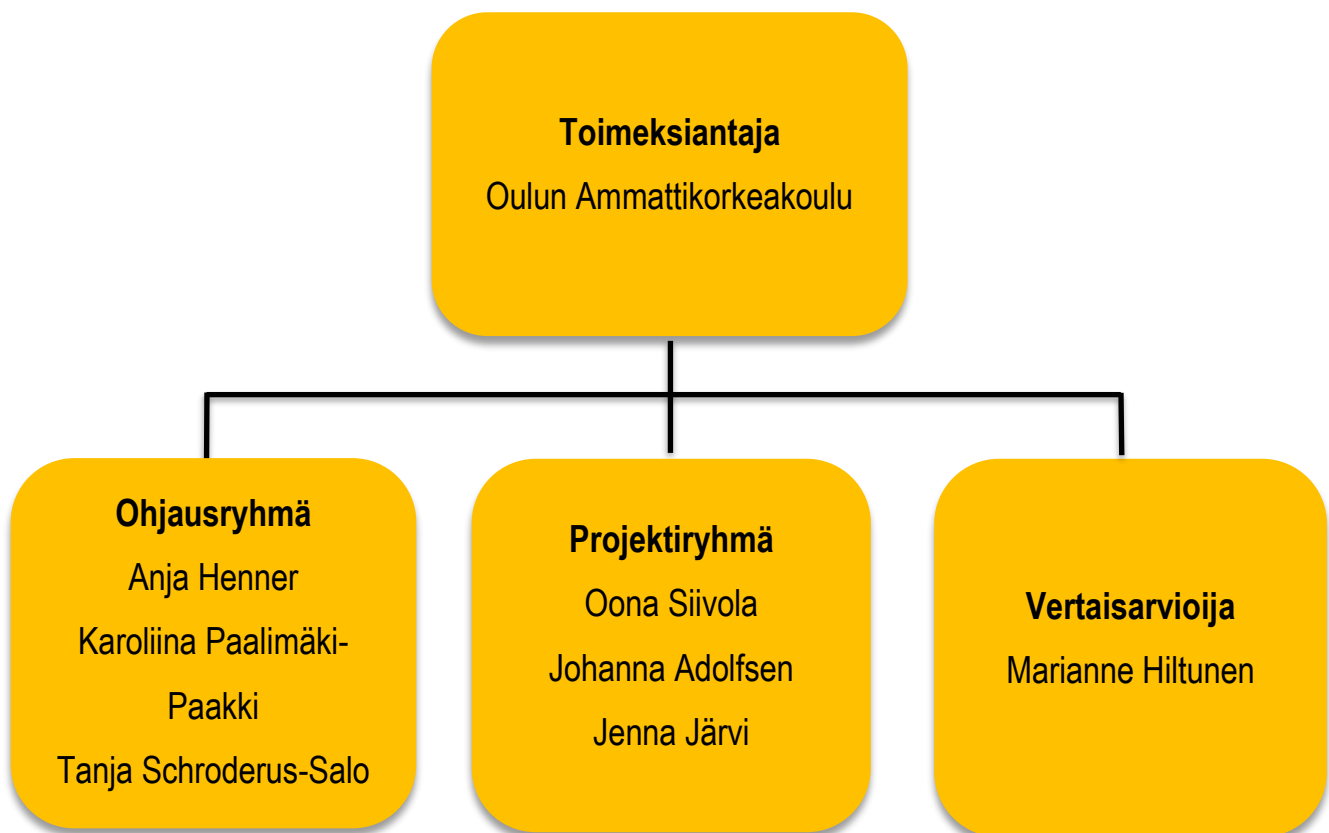 Toimeksiantaja
Oulun Ammattikorkeakoulu
Ohjausryhmä
Anja Henner
Karoliina Paalimäki-
Paakki
Tanja Schroderus-Salo
Projektiryhmä
Oona Siivola
Johanna Adolfsen
Jenna Järvi
Vertaisarvioija
Marianne Hiltunen